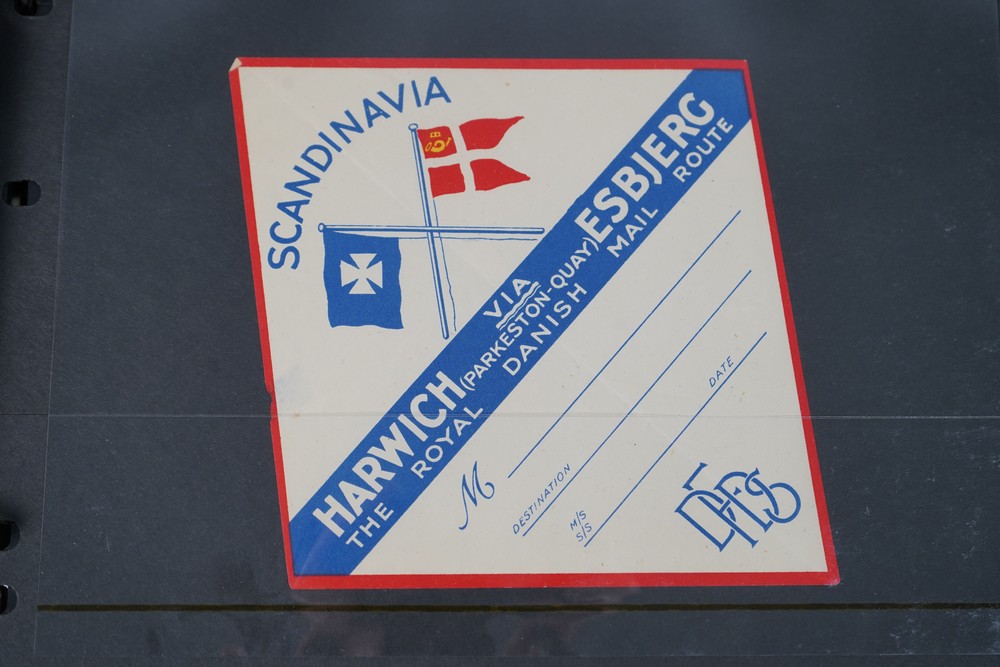 SCANDINAVIA
VIA
HARWICH (PARKESTON-QUAY) ESBJERG
THE ROYAL DANISH MAIL ROUTE
M
DESTINATION
M/S
S/S
DATE
DFDS